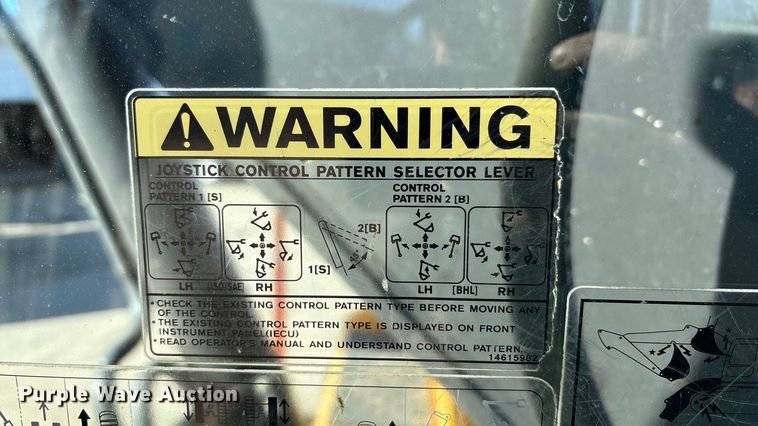 WARNING
JOYSTICK CONTROL PATTERN SELECTOR LEVER
CONTROL
PATTERN 1 [S]
CONTROL
PATTERN 2 [B]
2[B]
45°
1[S]
LH [ISO/SAE] RH
LH [BHL] RH
• CHECK THE EXISTING CONTROL PATTERN TYPE BEFORE MOVING ANY
OF THE CONTROL.
• THE EXISTING CONTROL PATTERN TYPE IS DISPLAYED ON FRONT
INSTRUMENT PANEL(IECU)
• READ OPERATOR'S MANUAL AND UNDERSTAND CONTROL PATTERN.
14615982
Purple Wave Auction®